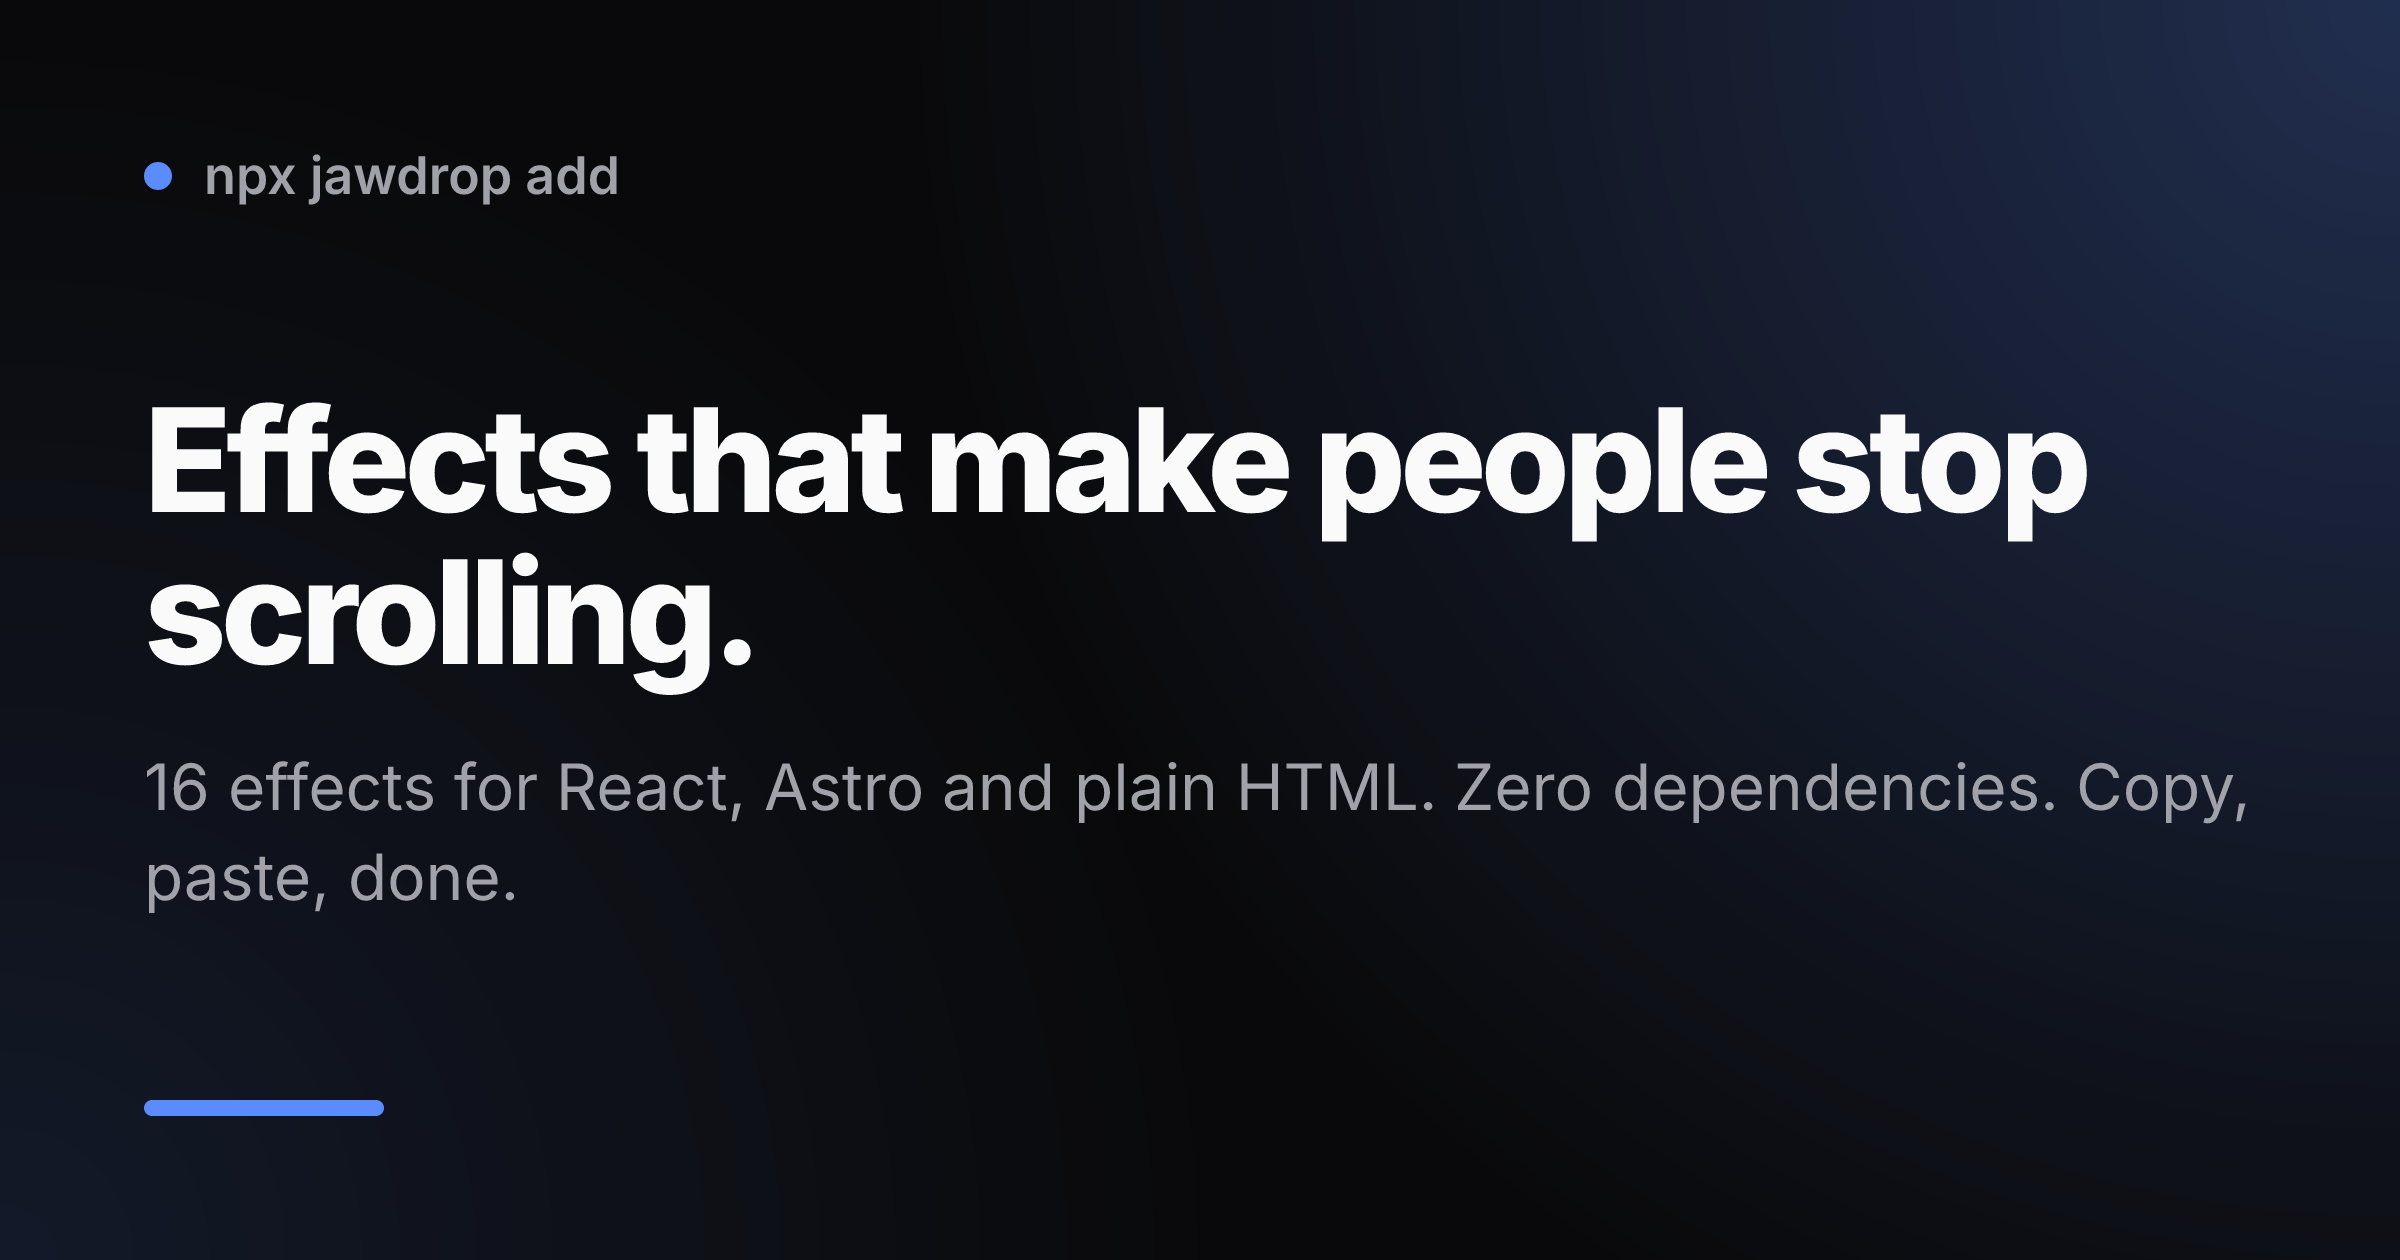 npx jawdrop add
Effects that make people stop
scrolling.
16 effects for React, Astro and plain HTML. Zero dependencies. Copy,
paste, done.